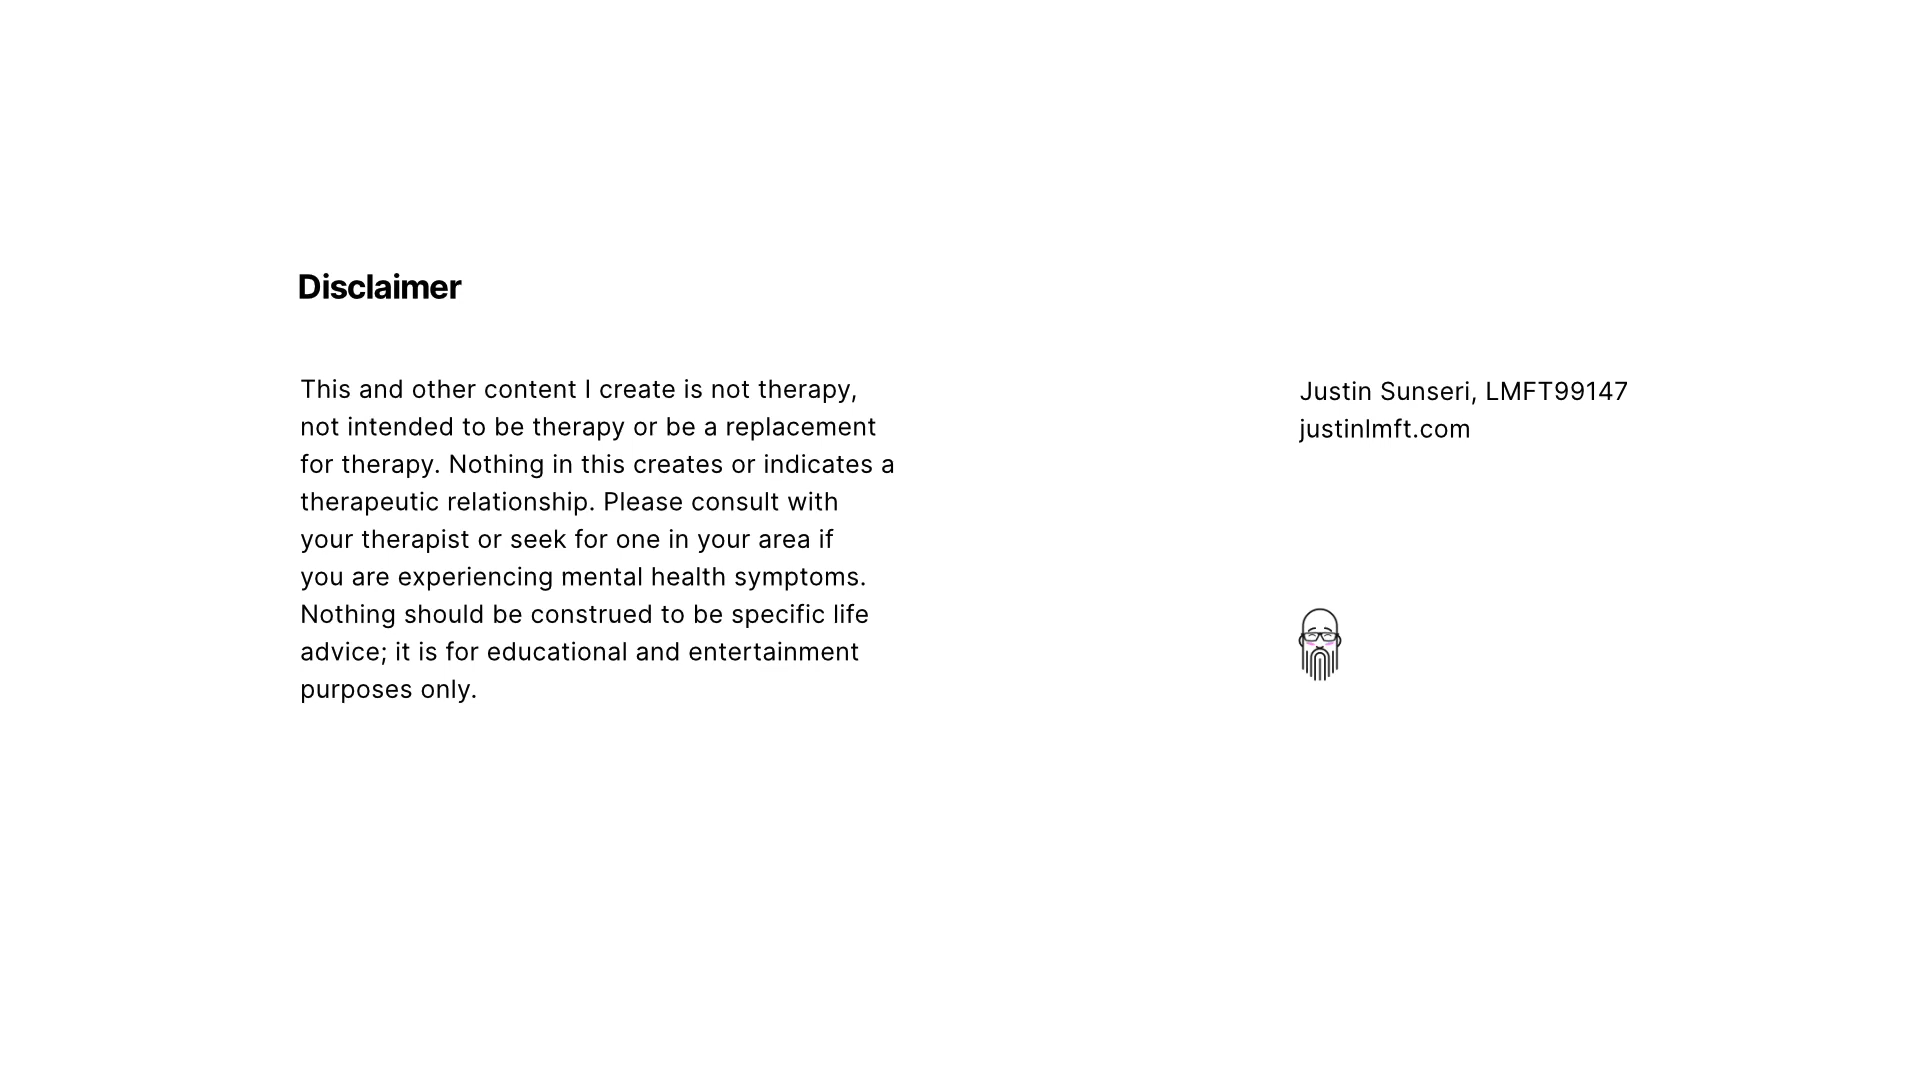 Disclaimer
This and other content I create is not therapy,
not intended to be therapy or be a replacement
for therapy. Nothing in this creates or indicates a
therapeutic relationship. Please consult with
your therapist or seek for one in your area if
you are experiencing mental health symptoms.
Nothing should be construed to be specific life
advice; it is for educational and entertainment
purposes only.
Justin Sunseri, LMFT99147
justinlmft.com